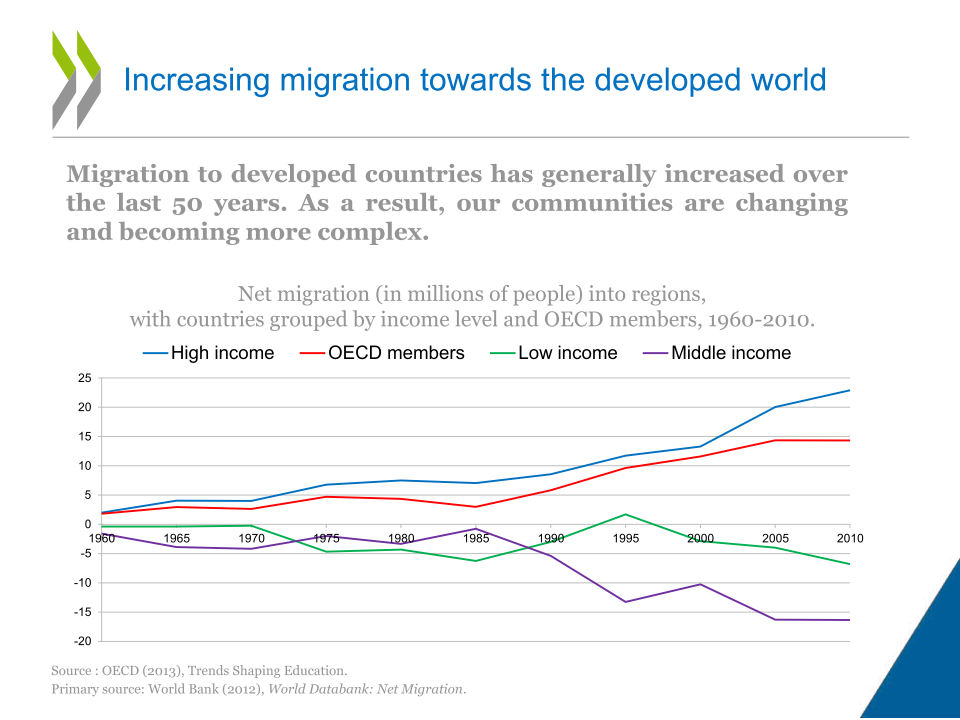 Increasing migration towards the developed world
Migration to developed countries has generally increased over
the last 50 years. As a result, our communities are changing
and becoming more complex.
Net migration (in millions of people) into regions,
with countries grouped by income level and OECD members, 1960-2010.
High income OECD members Low income Middle income
25
20
15
10
5
0
1960 1965 1970 1975 1980 1985 1990 1995 2000 2005 2010
-5
-10
-15
-20
Source : OECD (2013), Trends Shaping Education.
Primary source: World Bank (2012), World Databank: Net Migration.